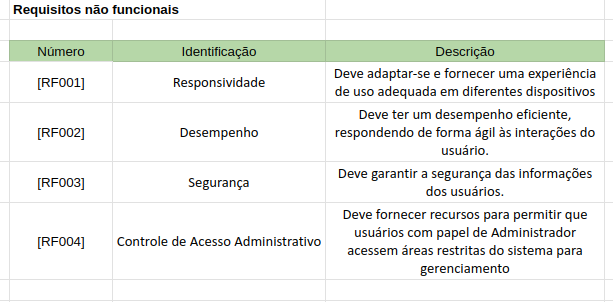 Requisitos não funcionais
Número Identificação Descrição
[RF001] Responsividade Deve adaptar-se e fornecer uma experiência
de uso adequada em diferentes dispositivos
[RF002] Desempenho Deve ter um desempenho eficiente,
respondendo de forma ágil às interações do
usuário.
[RF003] Segurança Deve garantir a segurança das informações
dos usuários.
[RF004] Controle de Acesso Administrativo Deve fornecer recursos para permitir que
usuários com papel de Administrador
acessem áreas restritas do sistema para
gerenciamento